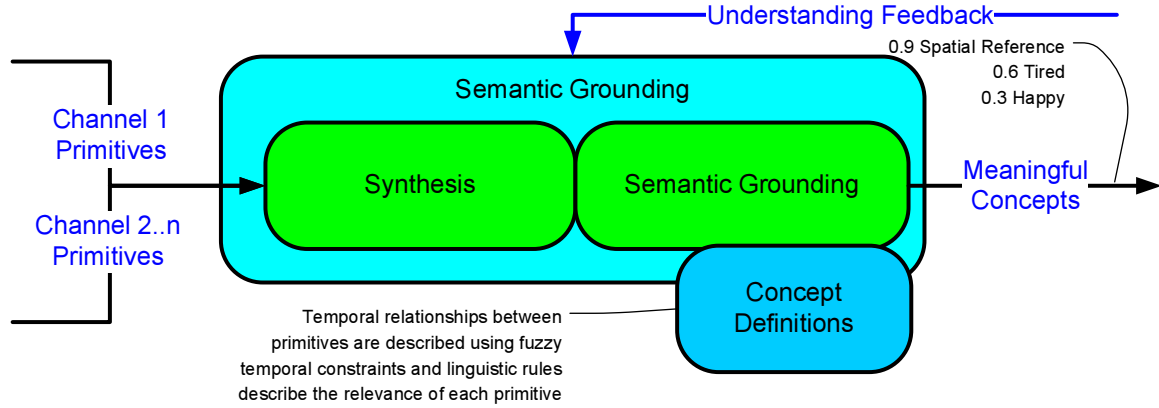 Understanding Feedback
0.9 Spatial Reference
0.6 Tired
0.3 Happy
Semantic Grounding
Channel 1
Primitives
Synthesis
Semantic Grounding
Meaningful
Concepts
Channel 2..n
Primitives
Concept
Definitions
Temporal relationships between
primitives are described using fuzzy
temporal constraints and linguistic rules
describe the relevance of each primitive